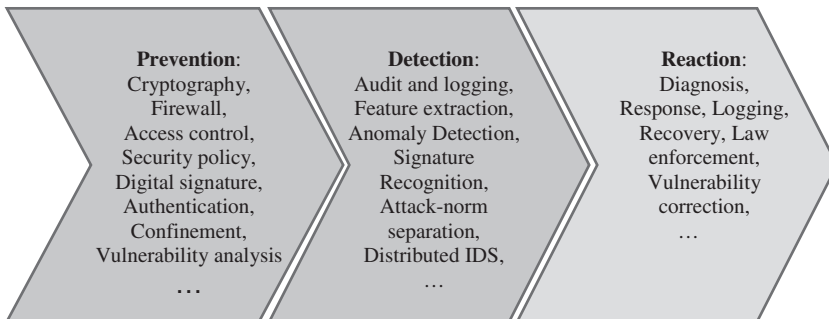 Prevention:
Cryptography,
Firewall,
Access control,
Security policy,
Digital signature,
Authentication,
Confinement,
Vulnerability analysis
...
Detection:
Audit and logging,
Feature extraction,
Anomaly Detection,
Signature
Recognition,
Attack-norm
separation,
Distributed IDS,
...
Reaction:
Diagnosis,
Response, Logging,
Recovery, Law
enforcement,
Vulnerability
correction,
...